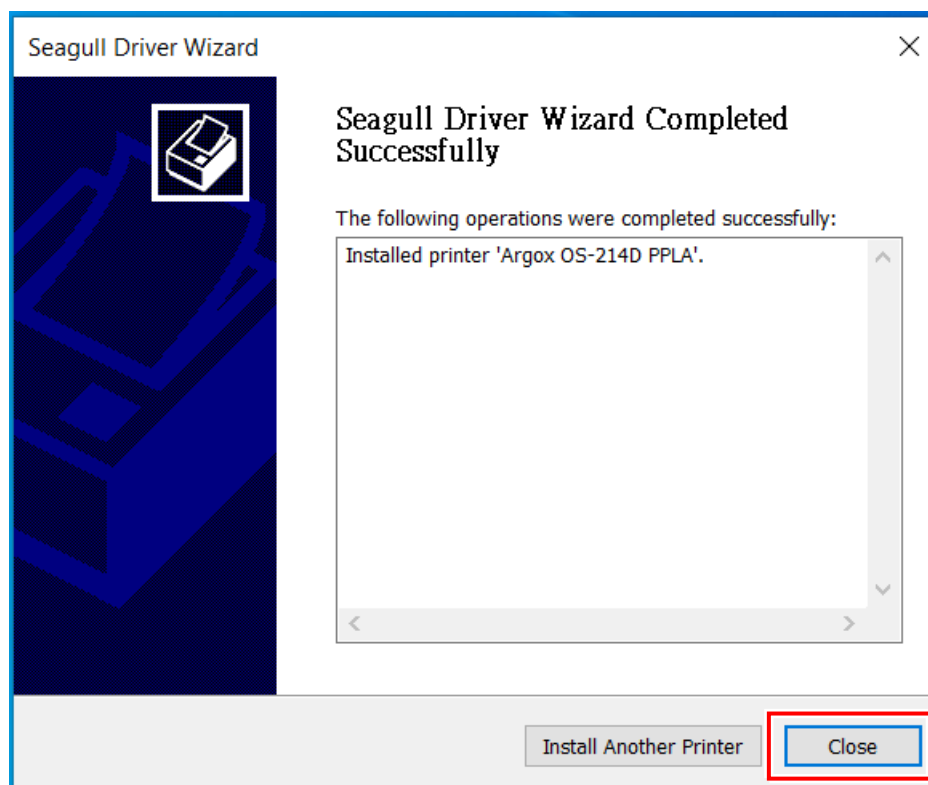 Seagull Driver Wizard
Seagull Driver Wizard Completed
Successfully
The following operations were completed successfully:
Installed printer 'Argox OS-214D PPLA'.
Install Another Printer
Close